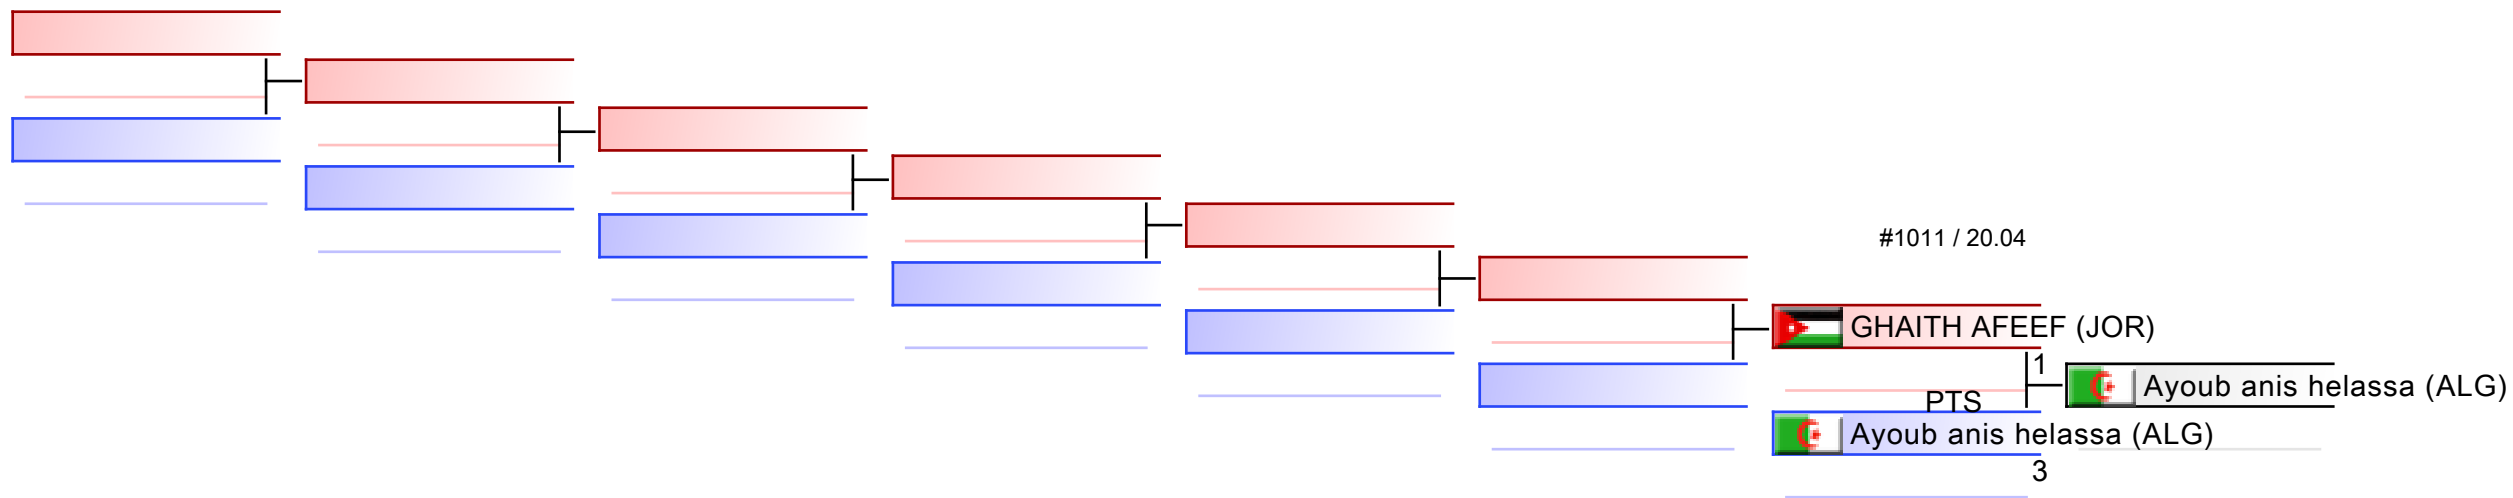 #1011 / 20.04
GHAITH AFEEF (JOR)
1
Ayoub anis helassa (ALG)
PTS
Ayoub anis helassa (ALG)
3